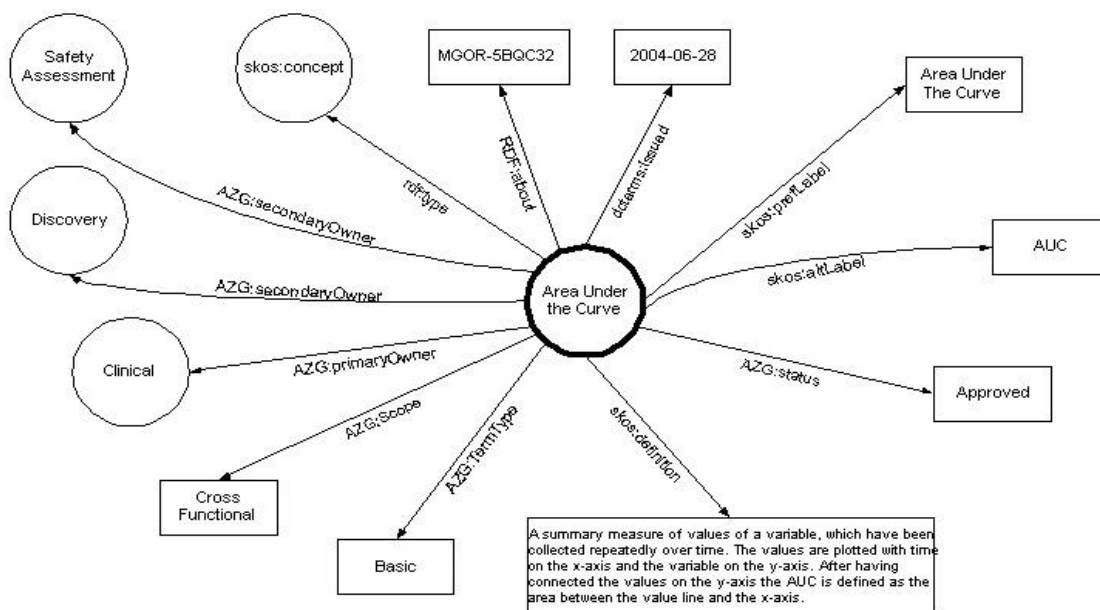 Safety
Assessment
skos:concept
MGOR-5BQC32
2004-06-28
Area Under
The Curve
rdf:type
RDF:about
dcterms:issued
skos:prefLabel
AZG:secondaryOwner
Discovery
AUC
skos:altLabel
AZG:secondaryOwner
Area Under
the Curve
Clinical
AZG:primaryOwner
AZG:status
Approved
AZG:Scope
AZG:TermType
skos:definition
Cross
Functional
Basic
A summary measure of values of a variable, which have been
collected repeatedly over time. The values are plotted with time
on the x-axis and the variable on the y-axis. After having
connected the values on the y-axis the AUC is defined as the
area between the value line and the x-axis.